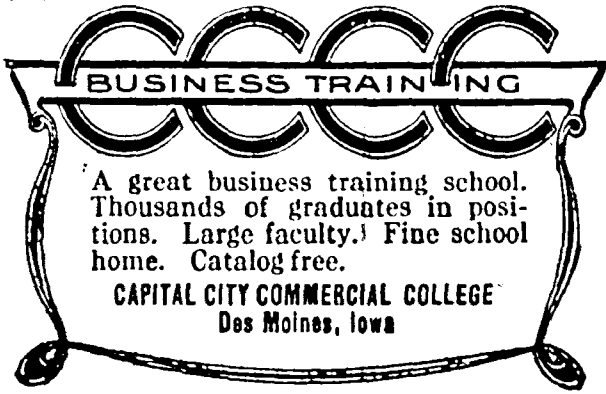 CCCC
BUSINESS TRAINING
A great business training school.
Thousands of graduates in posi-
tions. Large faculty. Fine school
home. Catalog free.
CAPITAL CITY COMMERCIAL COLLEGE
Des Moines, Iowa